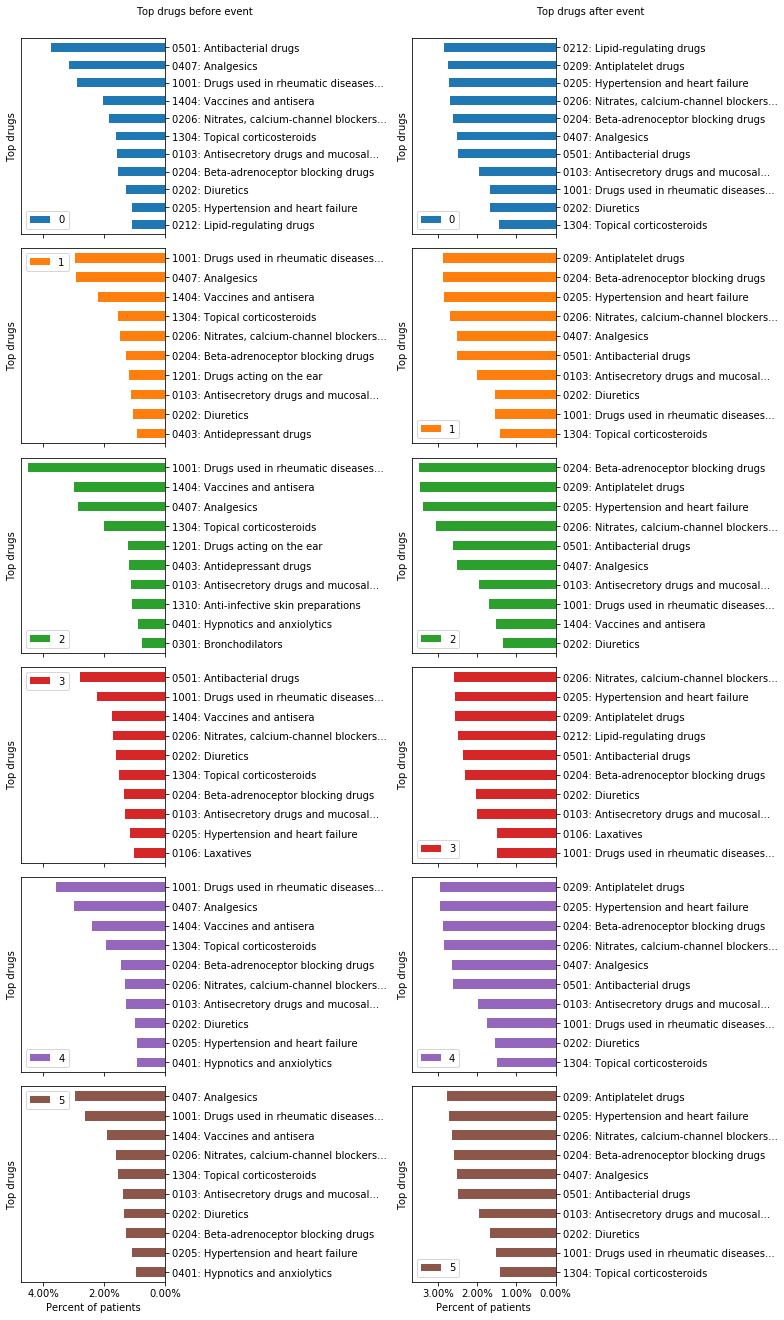 Top drugs before event
Top drugs
0501: Antibacterial drugs
0407: Analgesics
1001: Drugs used in rheumatic diseases...
1404: Vaccines and antisera
0206: Nitrates, calcium-channel blockers...
1304: Topical corticosteroids
0103: Antisecretory drugs and mucosal...
0204: Beta-adrenoceptor blocking drugs
0202: Diuretics
0205: Hypertension and heart failure
0212: Lipid-regulating drugs
0
Top drugs
1001: Drugs used in rheumatic diseases...
0407: Analgesics
1404: Vaccines and antisera
1304: Topical corticosteroids
0206: Nitrates, calcium-channel blockers...
0204: Beta-adrenoceptor blocking drugs
1201: Drugs acting on the ear
0103: Antisecretory drugs and mucosal...
0202: Diuretics
0403: Antidepressant drugs
1
Top drugs
1001: Drugs used in rheumatic diseases...
1404: Vaccines and antisera
0407: Analgesics
1304: Topical corticosteroids
1201: Drugs acting on the ear
0403: Antidepressant drugs
0103: Antisecretory drugs and mucosal...
1310: Anti-infective skin preparations
0401: Hypnotics and anxiolytics
0301: Bronchodilators
2
Top drugs
0501: Antibacterial drugs
1001: Drugs used in rheumatic diseases...
1404: Vaccines and antisera
0206: Nitrates, calcium-channel blockers...
0202: Diuretics
1304: Topical corticosteroids
0204: Beta-adrenoceptor blocking drugs
0103: Antisecretory drugs and mucosal...
0205: Hypertension and heart failure
0106: Laxatives
3
Top drugs
1001: Drugs used in rheumatic diseases...
0407: Analgesics
1404: Vaccines and antisera
1304: Topical corticosteroids
0204: Beta-adrenoceptor blocking drugs
0206: Nitrates, calcium-channel blockers...
0103: Antisecretory drugs and mucosal...
0202: Diuretics
0205: Hypertension and heart failure
0401: Hypnotics and anxiolytics
4
Top drugs
0407: Analgesics
1001: Drugs used in rheumatic diseases...
1404: Vaccines and antisera
0206: Nitrates, calcium-channel blockers...
1304: Topical corticosteroids
0103: Antisecretory drugs and mucosal...
0202: Diuretics
0204: Beta-adrenoceptor blocking drugs
0205: Hypertension and heart failure
0401: Hypnotics and anxiolytics
5
4.00% 2.00% 0.00%
Percent of patients
Top drugs after event
Top drugs
0212: Lipid-regulating drugs
0209: Antiplatelet drugs
0205: Hypertension and heart failure
0206: Nitrates, calcium-channel blockers...
0204: Beta-adrenoceptor blocking drugs
0407: Analgesics
0501: Antibacterial drugs
0103: Antisecretory drugs and mucosal...
1001: Drugs used in rheumatic diseases...
0202: Diuretics
1304: Topical corticosteroids
0
Top drugs
0209: Antiplatelet drugs
0204: Beta-adrenoceptor blocking drugs
0205: Hypertension and heart failure
0206: Nitrates, calcium-channel blockers...
0407: Analgesics
0501: Antibacterial drugs
0103: Antisecretory drugs and mucosal...
0202: Diuretics
1001: Drugs used in rheumatic diseases...
1304: Topical corticosteroids
1
Top drugs
0204: Beta-adrenoceptor blocking drugs
0209: Antiplatelet drugs
0205: Hypertension and heart failure
0206: Nitrates, calcium-channel blockers...
0501: Antibacterial drugs
0407: Analgesics
0103: Antisecretory drugs and mucosal...
1001: Drugs used in rheumatic diseases...
1404: Vaccines and antisera
0202: Diuretics
2
Top drugs
0206: Nitrates, calcium-channel blockers...
0205: Hypertension and heart failure
0209: Antiplatelet drugs
0212: Lipid-regulating drugs
0501: Antibacterial drugs
0204: Beta-adrenoceptor blocking drugs
0202: Diuretics
0103: Antisecretory drugs and mucosal...
0106: Laxatives
1001: Drugs used in rheumatic diseases...
3
Top drugs
0209: Antiplatelet drugs
0205: Hypertension and heart failure
0204: Beta-adrenoceptor blocking drugs
0206: Nitrates, calcium-channel blockers...
0407: Analgesics
0501: Antibacterial drugs
0103: Antisecretory drugs and mucosal...
1001: Drugs used in rheumatic diseases...
0202: Diuretics
1304: Topical corticosteroids
4
Top drugs
0209: Antiplatelet drugs
0205: Hypertension and heart failure
0206: Nitrates, calcium-channel blockers...
0204: Beta-adrenoceptor blocking drugs
0407: Analgesics
0501: Antibacterial drugs
0103: Antisecretory drugs and mucosal...
0202: Diuretics
1001: Drugs used in rheumatic diseases...
1304: Topical corticosteroids
5
3.00% 2.00% 1.00% 0.00%
Percent of patients